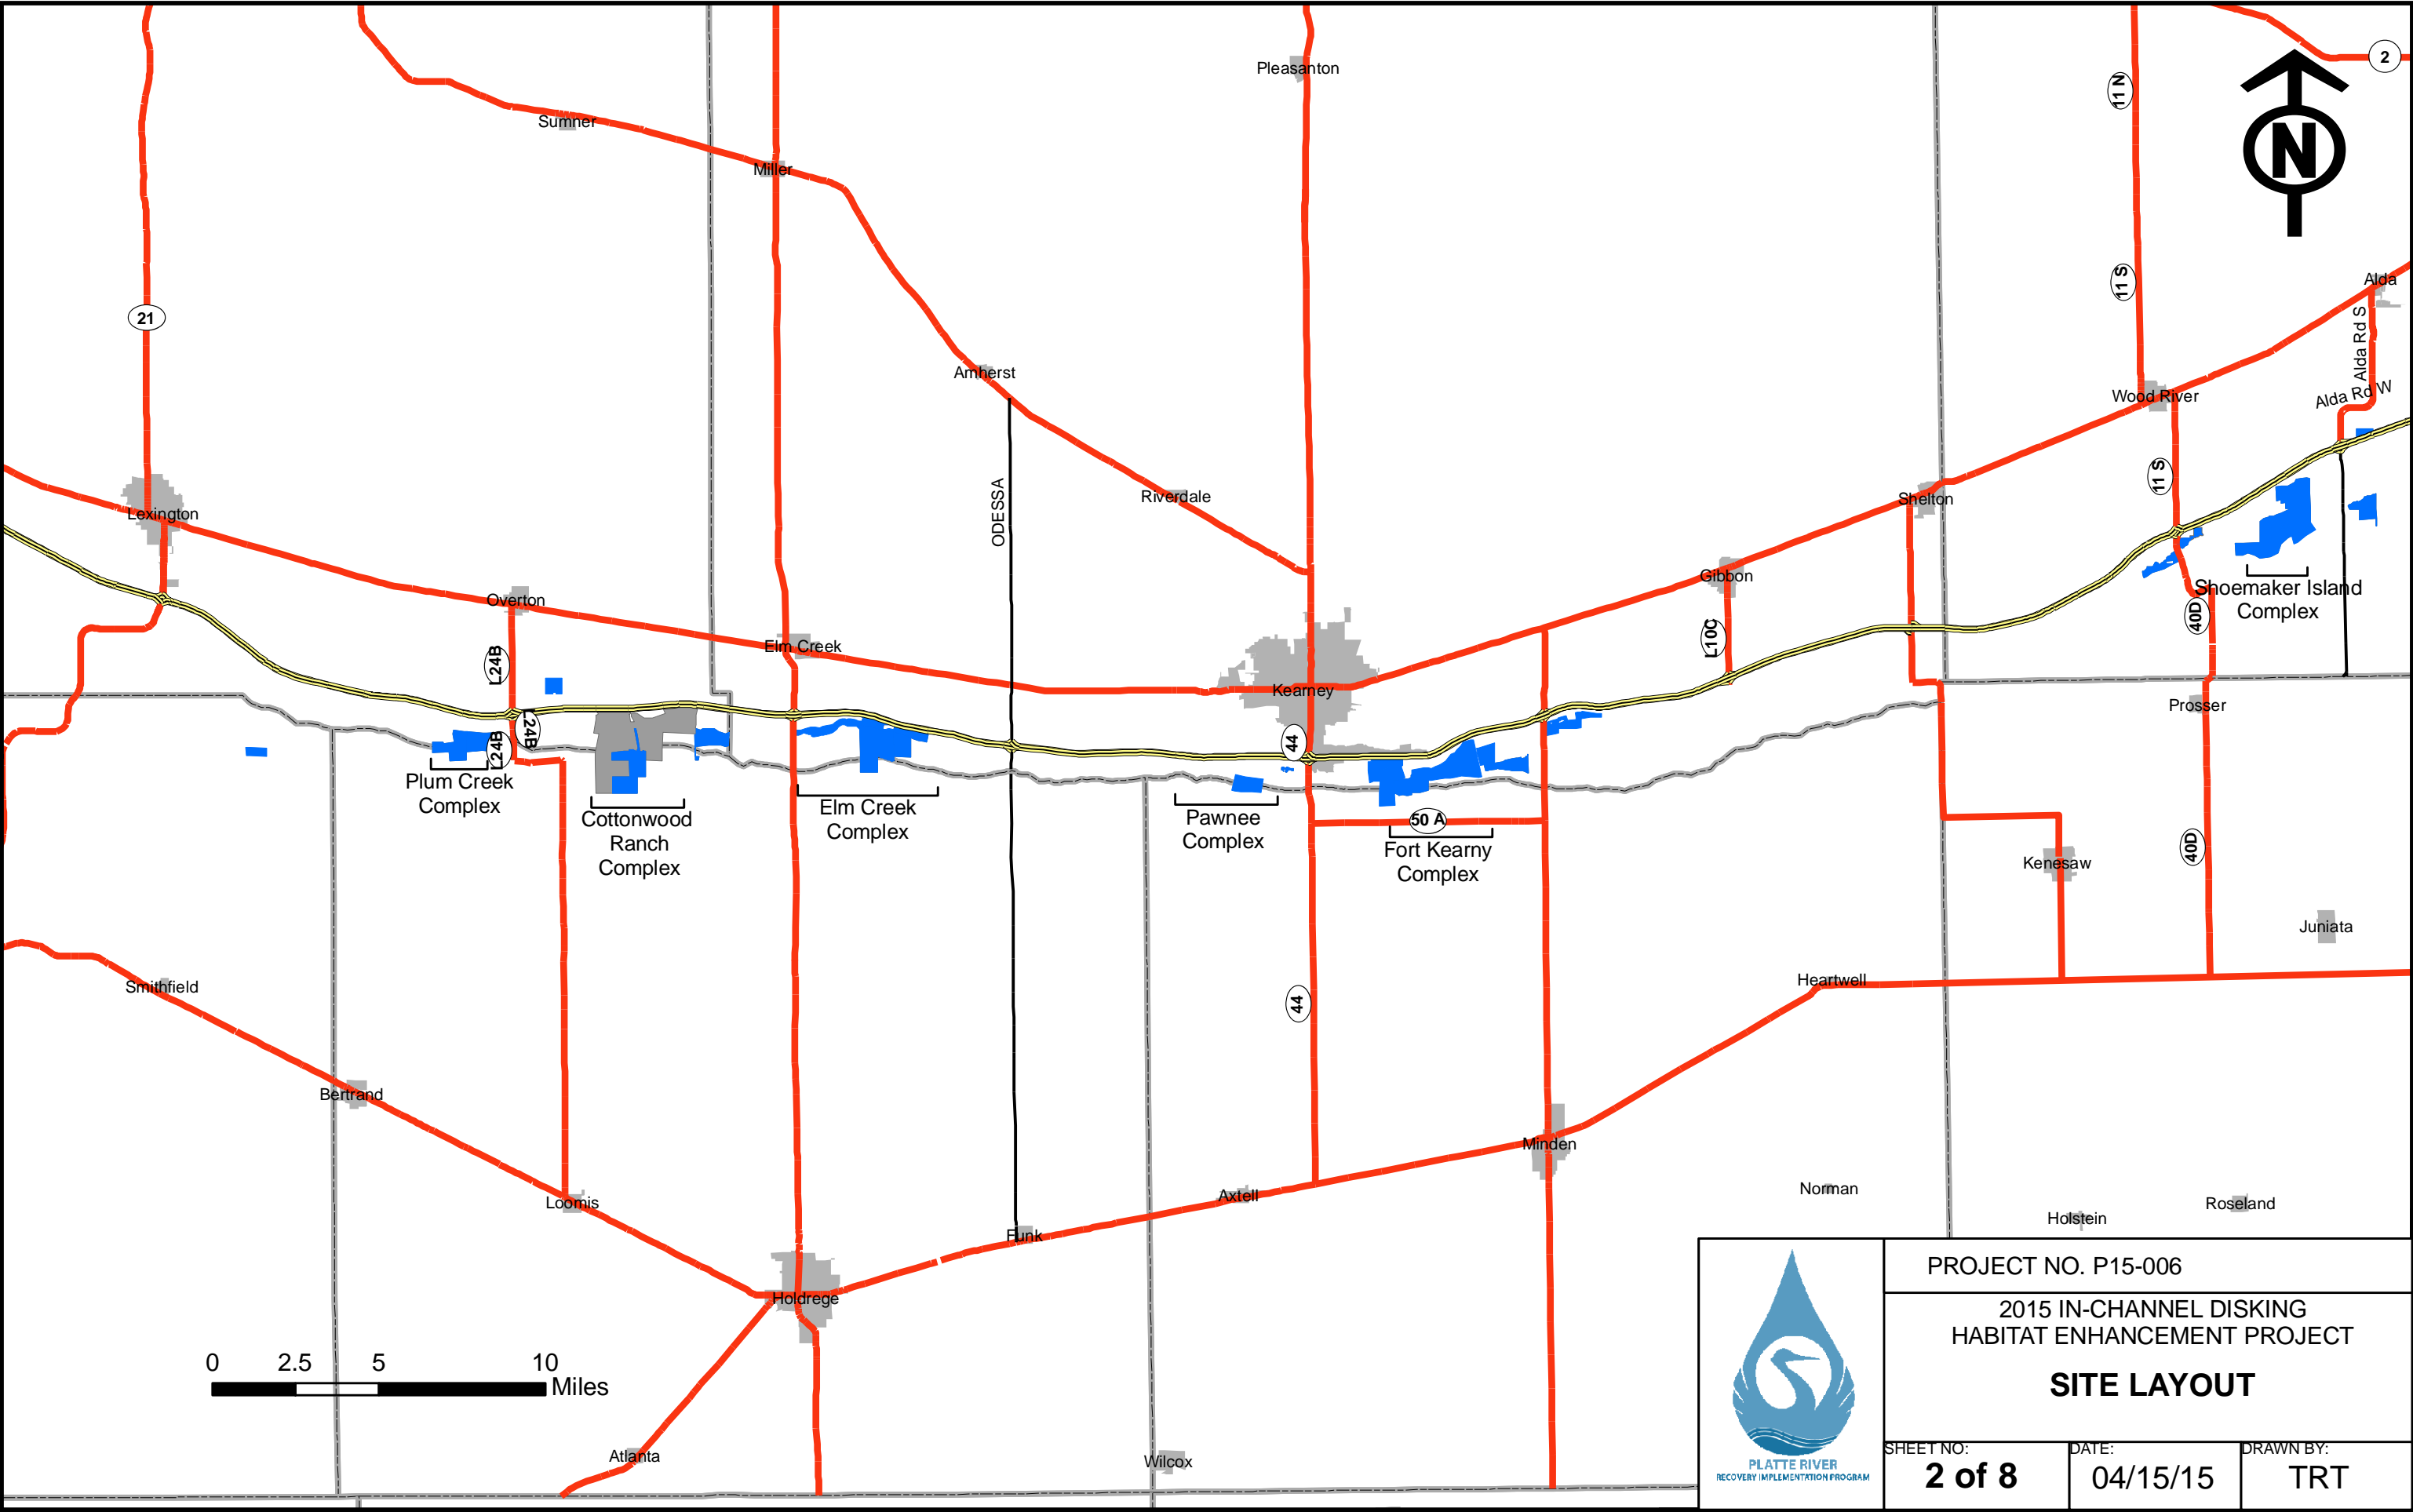 2
Pleasanton
11 N
Sumner
N
Miller
11 S
Alda
21
Alda Rd S
Amherst
Alda Rd W
Wood River
11 S
Riverdale
ODESSA
Shelton
Lexington
Gibbon
Shoemaker Island
Complex
Overton
40D
L10C
Elm Creek
L24B
Kearney
Prosser
L24B
44
L24B
Plum Creek
Complex
Cottonwood
Ranch
Complex
Elm Creek
Complex
Pawnee
Complex
50 A
Fort Kearny
Complex
40D
Kenesaw
Juniata
Smithfield
Heartwell
44
Bertrand
Minden
Loomis
Axtell
Norman
Roseland
Holstein
Funk
Holdrege
0 2.5 5 10
Miles
Atlanta
Wilcox
PLATTE RIVER
RECOVERY IMPLEMENTATION PROGRAM
PROJECT NO. P15-006
2015 IN-CHANNEL DISKING
HABITAT ENHANCEMENT PROJECT
SITE LAYOUT
SHEET NO:
2 of 8
DATE:
04/15/15
DRAWN BY:
TRT